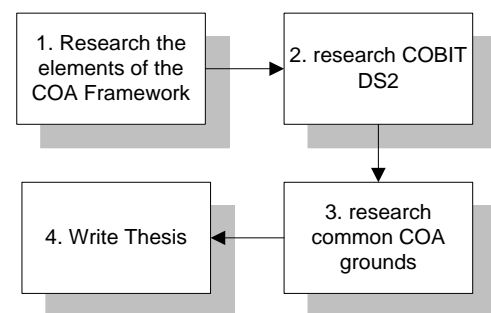 1. Research the
elements of the
COA Framework
2. research COBIT
DS2
3. research
common COA
grounds
4. Write Thesis